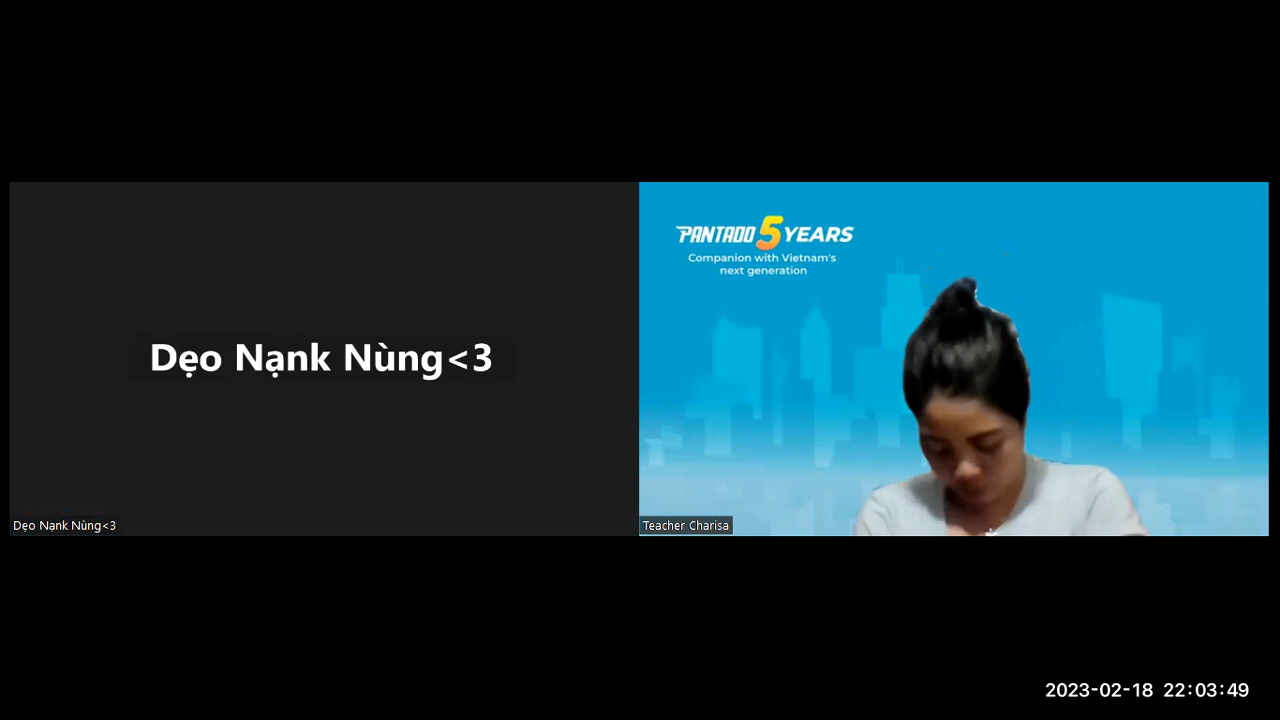 Dẹo Nạnk Nùng<3
Dẹo Nạnk Nùng<3
PANTADO 5 YEARS
Companion with Vietnam's
next generation
Teacher Charisa
2023-02-18 22:03:49